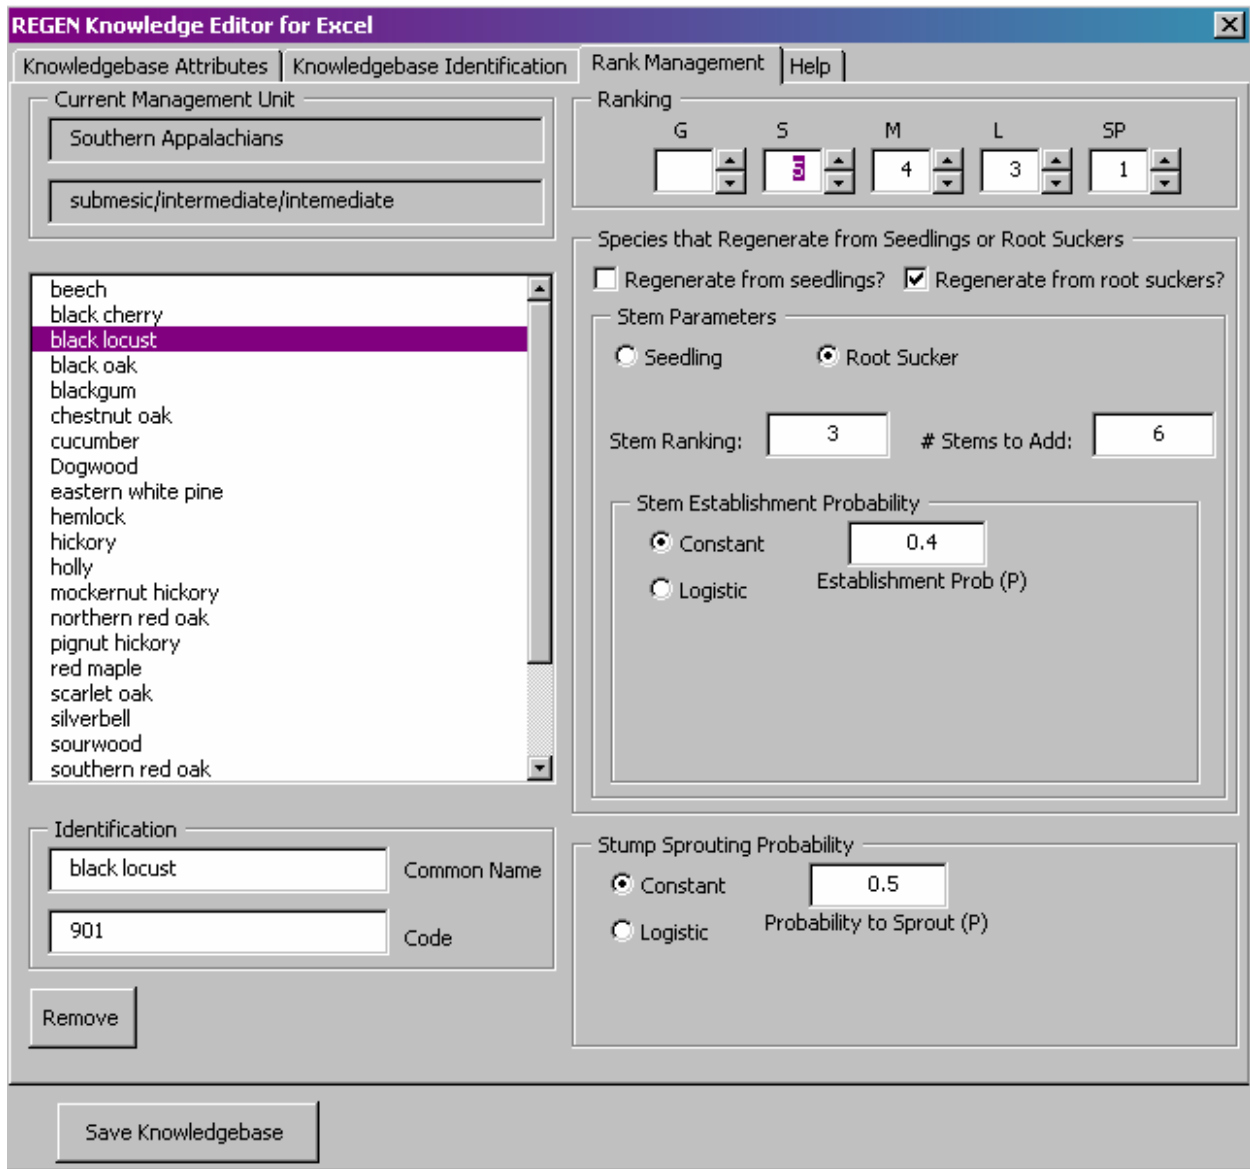 REGEN Knowledge Editor for Excel
Knowledgebase Attributes
Knowledgebase Identification
Rank Management
Help
Current Management Unit
Southern Appalachians
submesic/intermediate/intemediate
beech
black cherry
black locust
black oak
blackgum
chestnut oak
cucumber
Dogwood
eastern white pine
hemlock
hickory
holly
mockernut hickory
northern red oak
pignut hickory
red maple
scarlet oak
silverbell
sourwood
southern red oak
Identification
black locust
Common Name
901
Code
Remove
Ranking
G S M L SP
5 4 3 1
Species that Regenerate from Seedlings or Root Suckers
Regenerate from seedlings? Regenerate from root suckers?
Stem Parameters
Seedling Root Sucker
Stem Ranking: 3 # Stems to Add: 6
Stem Establishment Probability
Constant 0.4
Logistic Establishment Prob (P)
Stump Sprouting Probability
Constant 0.5
Logistic Probability to Sprout (P)
Save Knowledgebase